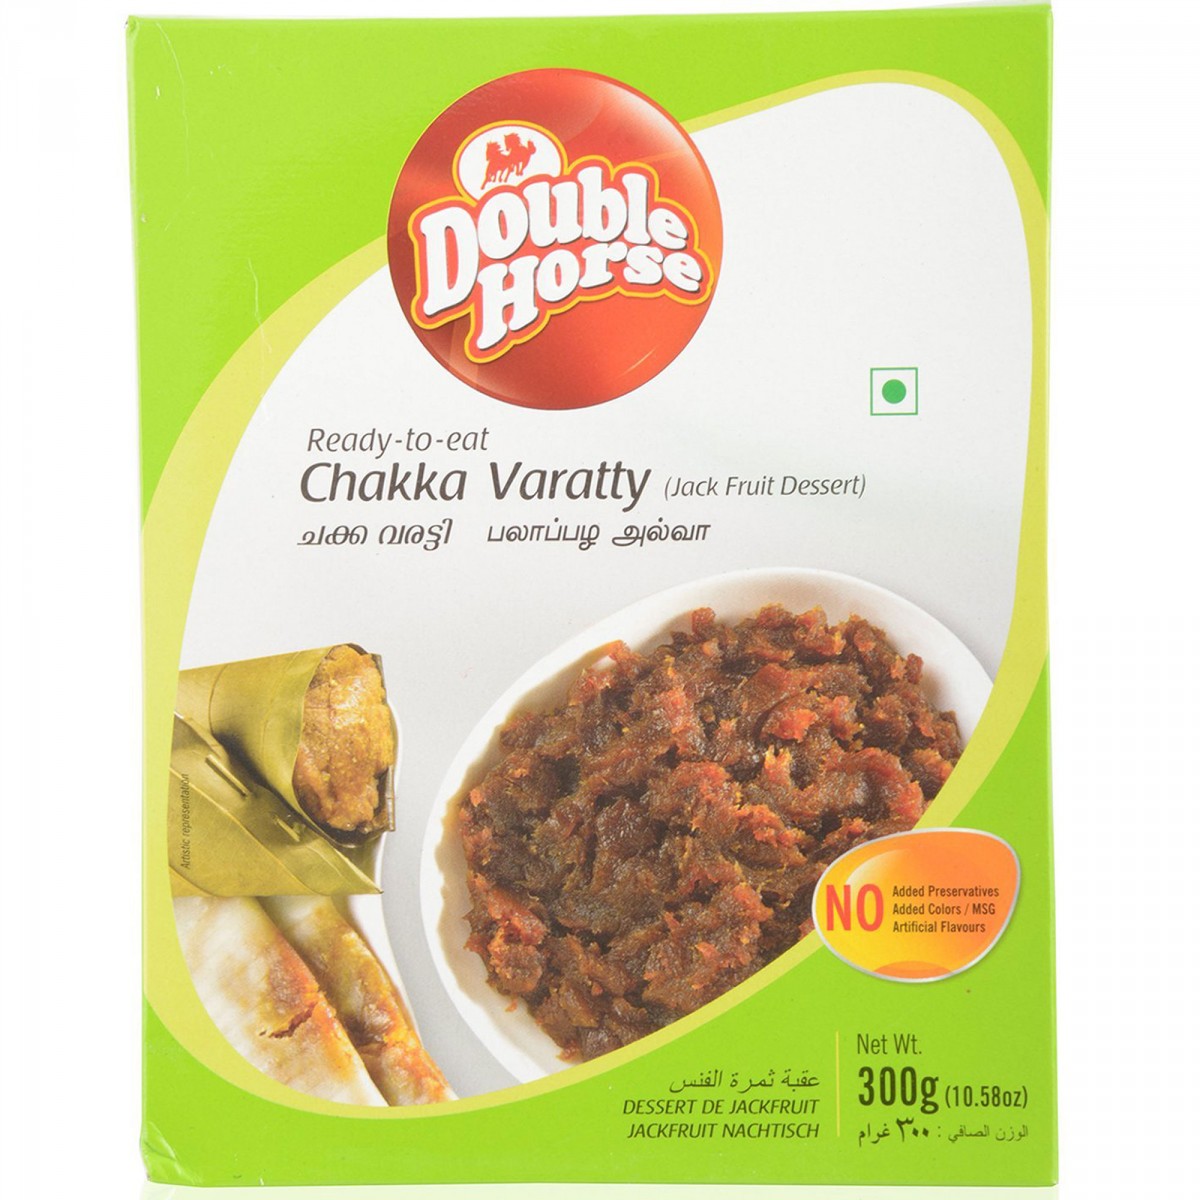 Double
Horse
Ready-to-eat
Chakka Varatty (Jack Fruit Dessert)
ചക്ക വരട്ടി பலாப்பழ அல்வா
Artistic representation
NO Added Preservatives
Added Colors / MSG
Artificial Flavours
عقبة ثمرة الفنس
DESSERT DE JACKFRUIT
JACKFRUIT NACHTISCH
Net Wt.
300g (10.58oz)
الوزن الصافي : ٣٠٠ غرام